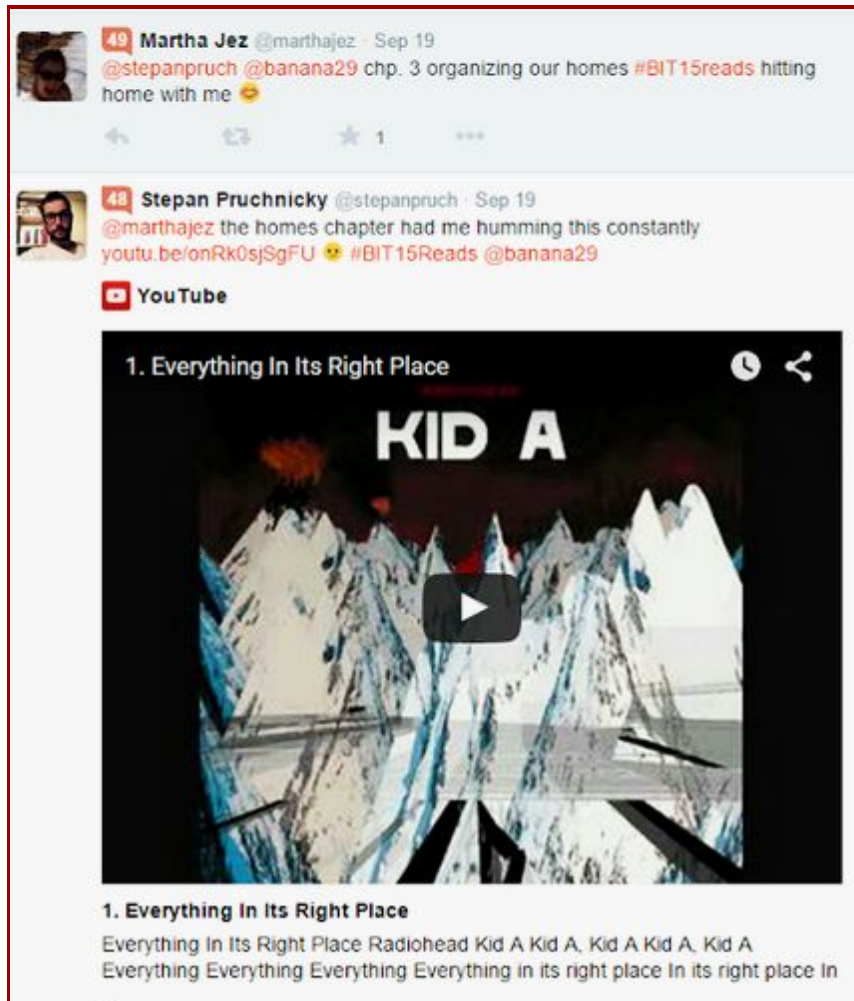 49 Martha Jez @marthajez · Sep 19
@stepanpruch @banana29 chp. 3 organizing our homes #BIT15reads hitting
home with me
1
48 Stepan Pruchnicky @stepanpruch · Sep 19
@marthajez the homes chapter had me humming this constantly
youtu.be/onRk0sjSgFU #BIT15Reads @banana29
YouTube
1. Everything In Its Right Place
KID A
1. Everything In Its Right Place
Everything In Its Right Place Radiohead Kid A Kid A, Kid A Kid A, Kid A
Everything Everything Everything Everything in its right place In its right place In